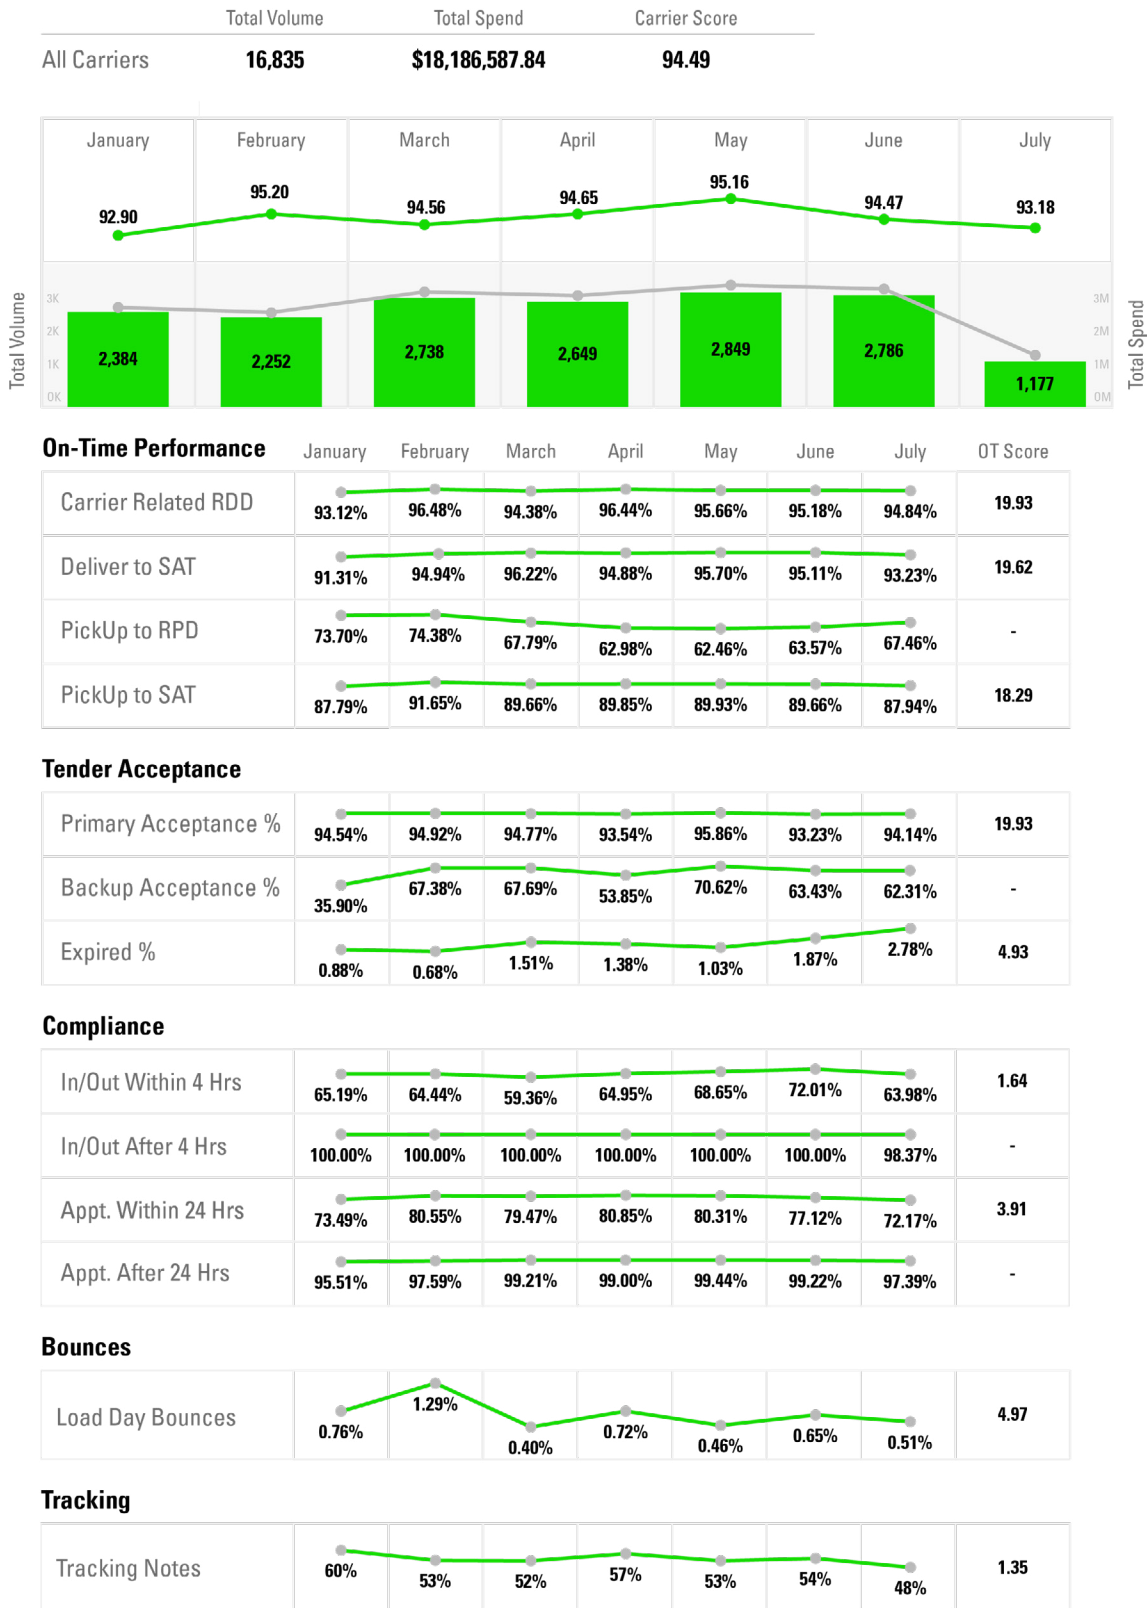 Total Volume Total Spend Carrier Score
All Carriers 16,835 $18,186,587.84 94.49
January February March April May June July
92.90 95.20 94.56 94.65 95.16 94.47 93.18
Total Volume
3K
2K
1K
0K
2,384 2,252 2,738 2,649 2,849 2,786 1,177
3M
2M
1M
0M
Total Spend
On-Time Performance January February March April May June July OT Score
Carrier Related RDD 93.12% 96.48% 94.38% 96.44% 95.66% 95.18% 94.84% 19.93
Deliver to SAT 91.31% 94.94% 96.22% 94.88% 95.70% 95.11% 93.23% 19.62
PickUp to RPD 73.70% 74.38% 67.79% 62.98% 62.46% 63.57% 67.46% -
PickUp to SAT 87.79% 91.65% 89.66% 89.85% 89.93% 89.66% 87.94% 18.29
Tender Acceptance
Primary Acceptance % 94.54% 94.92% 94.77% 93.54% 95.86% 93.23% 94.14% 19.93
Backup Acceptance % 35.90% 67.38% 67.69% 53.85% 70.62% 63.43% 62.31% -
Expired % 0.88% 0.68% 1.51% 1.38% 1.03% 1.87% 2.78% 4.93
Compliance
In/Out Within 4 Hrs 65.19% 64.44% 59.36% 64.95% 68.65% 72.01% 63.98% 1.64
In/Out After 4 Hrs 100.00% 100.00% 100.00% 100.00% 100.00% 100.00% 98.37% -
Appt. Within 24 Hrs 73.49% 80.55% 79.47% 80.85% 80.31% 77.12% 72.17% 3.91
Appt. After 24 Hrs 95.51% 97.59% 99.21% 99.00% 99.44% 99.22% 97.39% -
Bounces
Load Day Bounces 0.76% 1.29% 0.40% 0.72% 0.46% 0.65% 0.51% 4.97
Tracking
Tracking Notes 60% 53% 52% 57% 53% 54% 48% 1.35